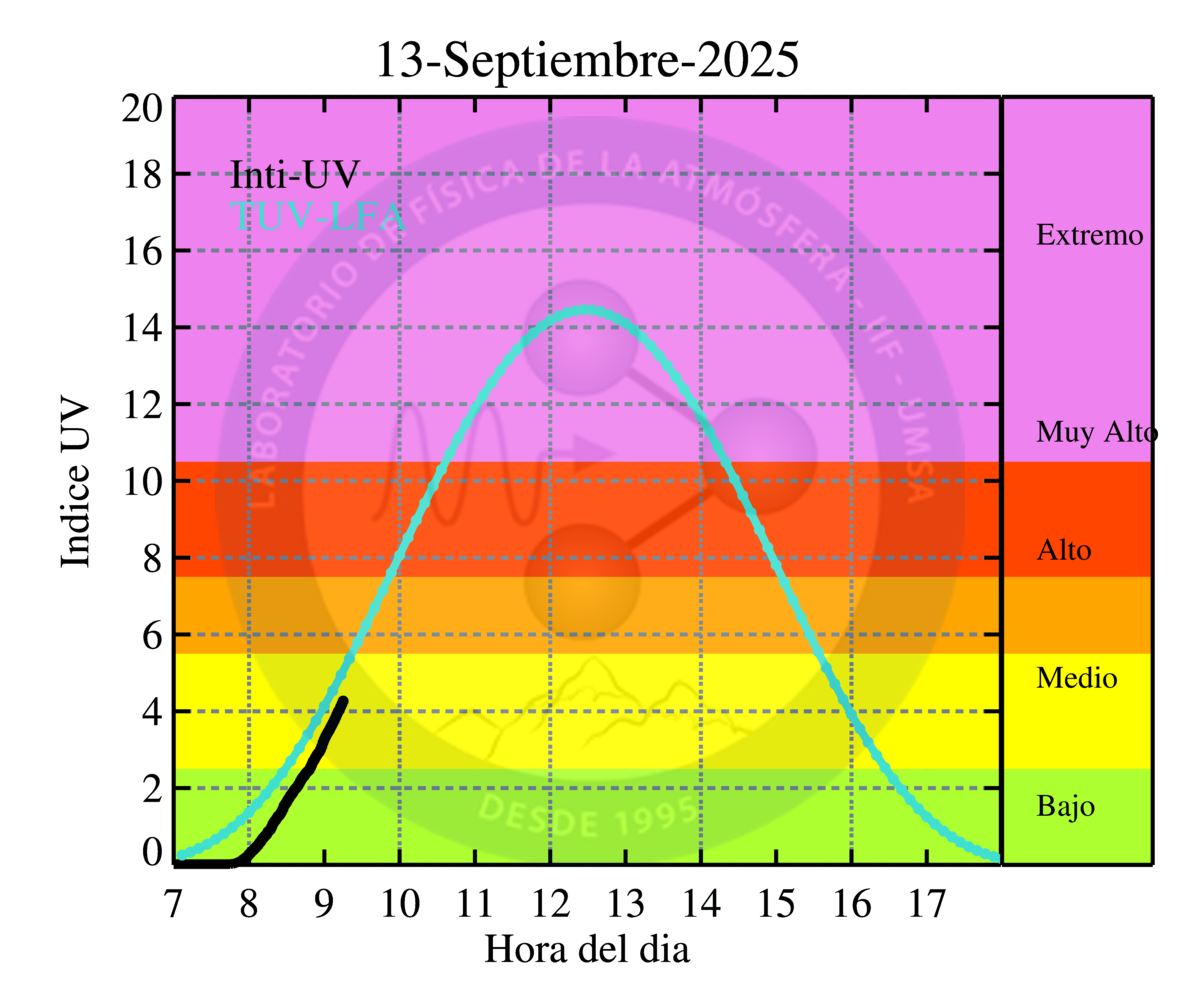 13-Septiembre-2025
20
18
16
14
12
10
8
6
4
2
0
Indice UV
Inti-UV
TUV-LFA
LABORATORIO DE FÍSICA DE LA ATMÓSFERA - IIF - UMSA
DESDE 1995
Extremo
Muy Alto
Alto
Medio
Bajo
7 8 9 10 11 12 13 14 15 16 17
Hora del dia